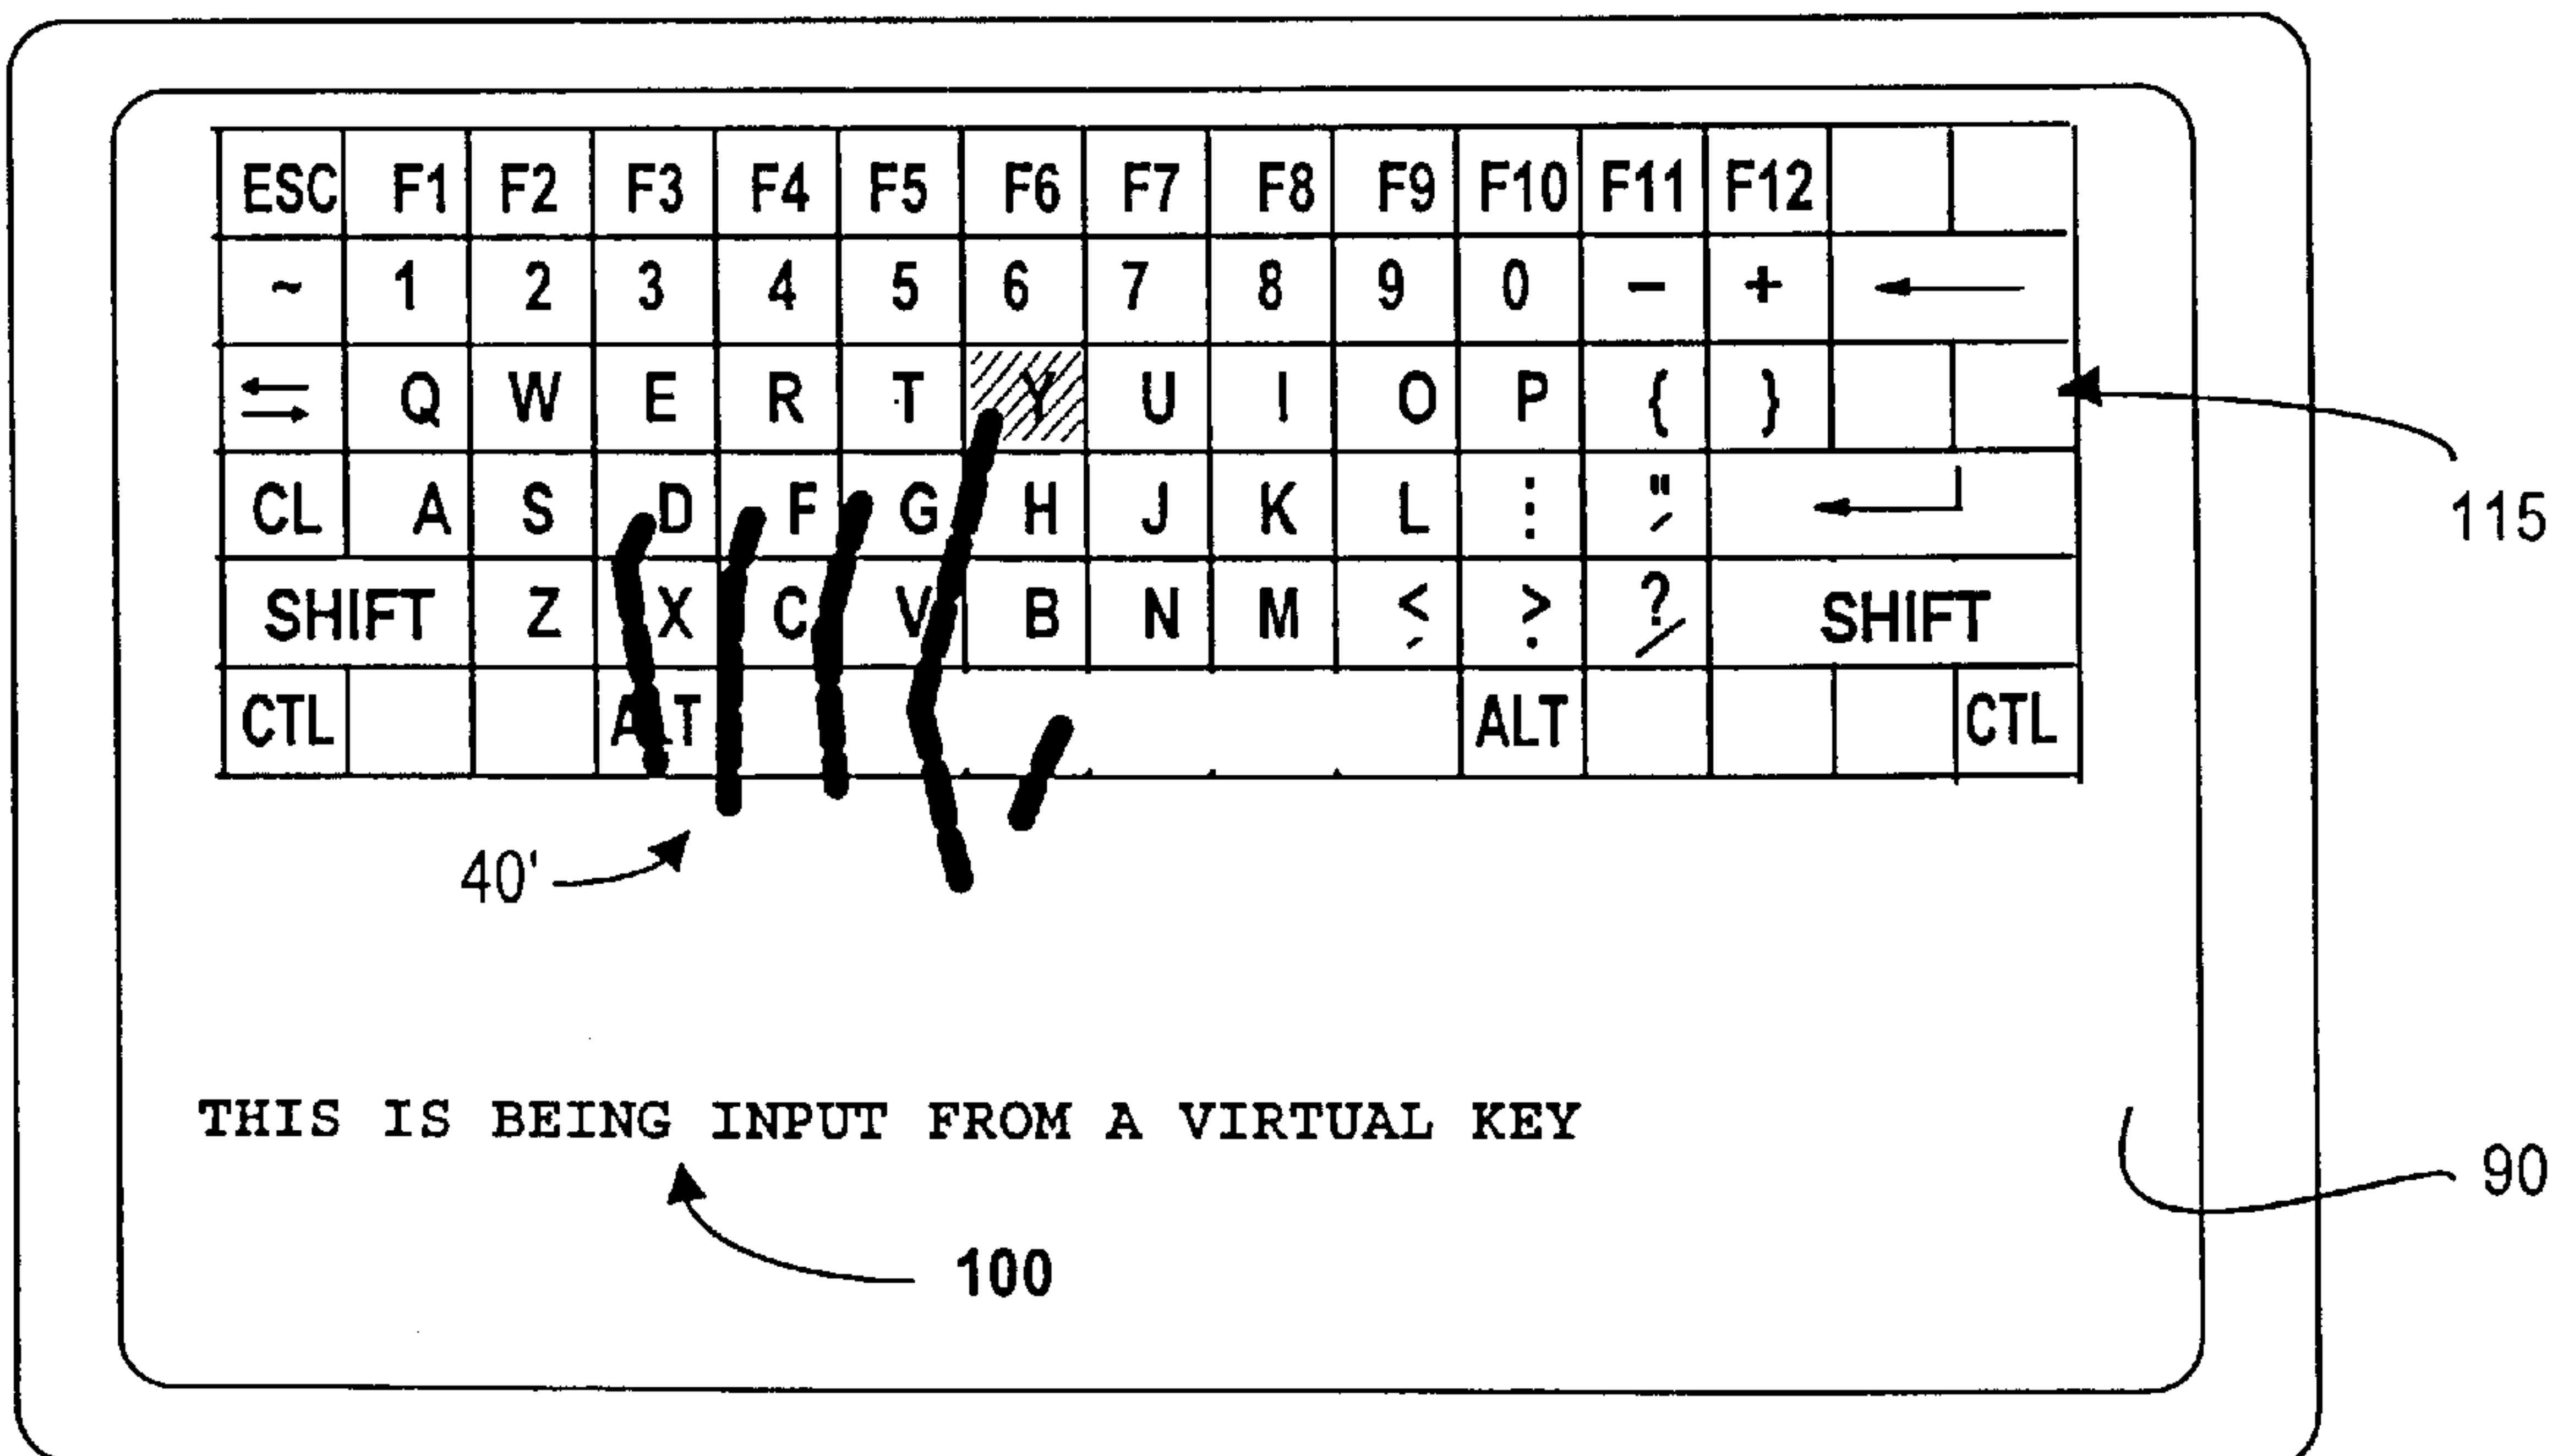 ESC F1 F2 F3 F4 F5 F6 F7 F8 F9 F10 F11 F12
~ 1 2 3 4 5 6 7 8 9 0 − + ←
⇆ Q W E R T Y U I O P { }
CL A S D F G H J K L : " ↵
115
SHIFT Z X C V B N M < , > . ? / SHIFT
CTL ALT ALT CTL
40'
THIS IS BEING INPUT FROM A VIRTUAL KEY
90
100